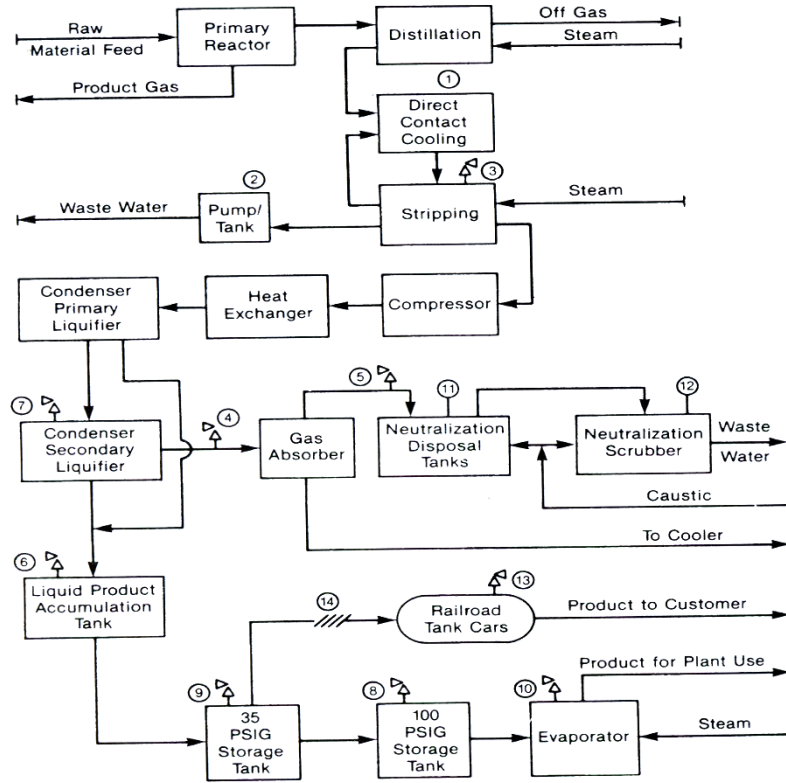 Raw
Material Feed
Primary
Reactor
Distillation
Off Gas
Steam
Product Gas
1
Direct
Contact
Cooling
2
3
Waste Water
Pump/
Tank
Stripping
Steam
Condenser
Primary
Liquifier
Heat
Exchanger
Compressor
7
4
5
11
12
Condenser
Secondary
Liquifier
Gas
Absorber
Neutralization
Disposal
Tanks
Neutralization
Scrubber
Waste
Water
Caustic
To Cooler
6
Liquid Product
Accumulation
Tank
14
13
Railroad
Tank Cars
Product to Customer
Product for Plant Use
9
8
10
35
PSIG
Storage
Tank
100
PSIG
Storage
Tank
Evaporator
Steam